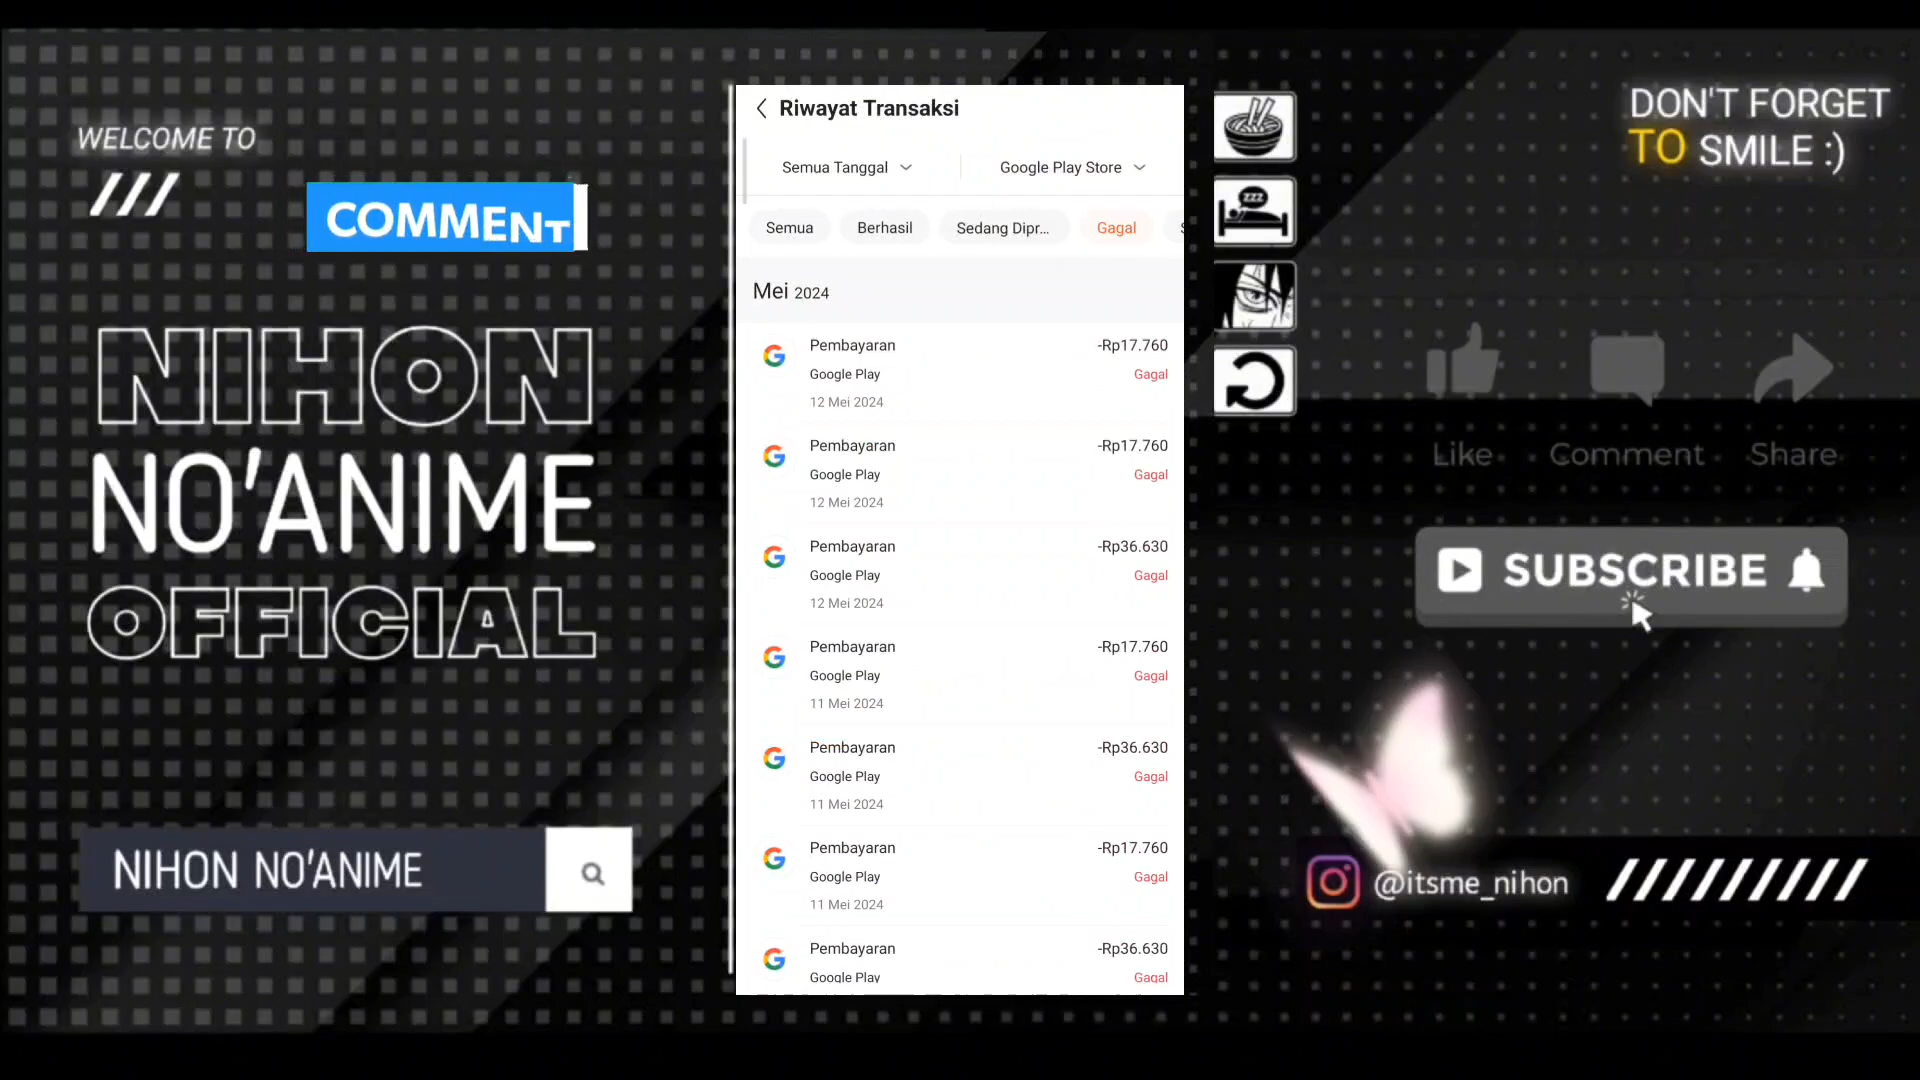 WELCOME TO
COMMENT
NIHON
NO'ANIME
OFFICIAL
NIHON NO'ANIME
Riwayat Transaksi
Semua Tanggal
Google Play Store
Semua
Berhasil
Sedang Dipr...
Gagal
Mei 2024
Pembayaran
-Rp17.760
Google Play
Gagal
12 Mei 2024
Pembayaran
-Rp17.760
Google Play
Gagal
12 Mei 2024
Pembayaran
-Rp36.630
Google Play
Gagal
12 Mei 2024
Pembayaran
-Rp17.760
Google Play
Gagal
11 Mei 2024
Pembayaran
-Rp36.630
Google Play
Gagal
11 Mei 2024
Pembayaran
-Rp17.760
Google Play
Gagal
11 Mei 2024
Pembayaran
-Rp36.630
Google Play
Gagal
zzz
DON'T FORGET
TO SMILE :)
Like
Comment
Share
SUBSCRIBE
@itsme_nihon